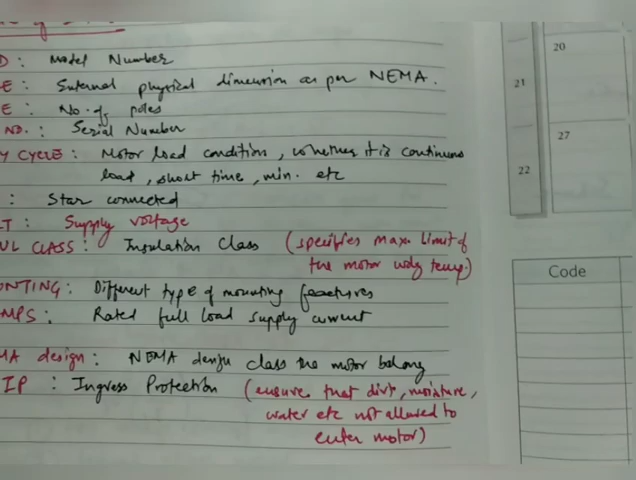 D : Model Number
E : External physical dimension as per NEMA.
E : No. of poles
NO. : Serial Number
Y CYCLE : Motor load condition, whether it is continuous
load, short time, min. etc
: Star connected
LT : Supply voltage
UL CLASS : Insulation Class (specifies max. limit of
the motor wdg temp.)
ONTING : Different type of mounting features
MPS : Rated full load supply current
MA design : NEMA design class the motor belong
IP : Ingress Protection (ensure that dirt, moisture,
water etc not allowed to
enter motor)
20
21
27
22
Code